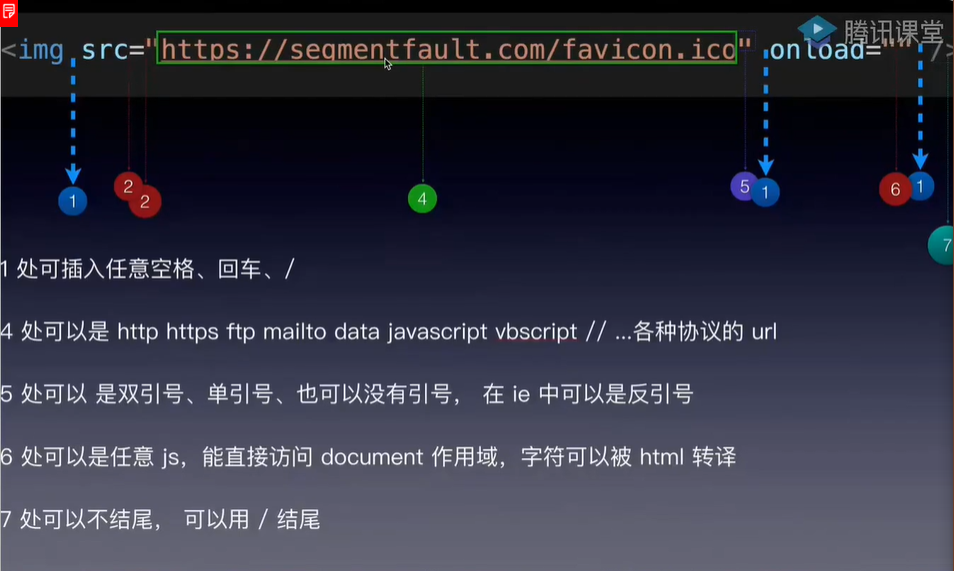 腾讯课堂
<img src="https://segmentfault.com/favicon.ico" onload="" />
1 2 2 4 5 1 6 1
7
1 处可插入任意空格、回车、/
4 处可以是 http https ftp mailto data javascript vbscript // ...各种协议的 url
5 处可以 是双引号、单引号、也可以没有引号， 在 ie 中可以是反引号
6 处可以是任意 js，能直接访问 document 作用域，字符可以被 html 转译
7 处可以不结尾， 可以用 / 结尾